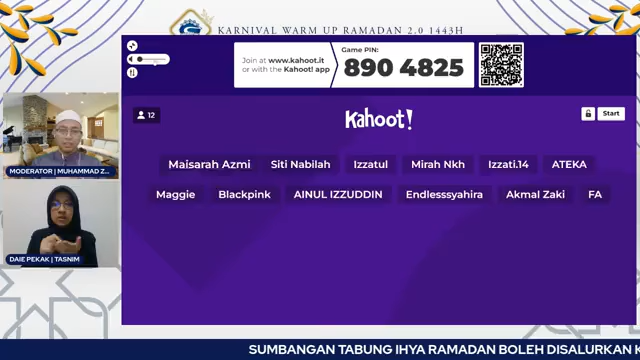 KARNIVAL WARM UP RAMADAN 2.0 1443H
Join at www.kahoot.it
or with the Kahoot! app
Game PIN:
890 4825
12
Kahoot!
Start
Maisarah Azmi
Siti Nabilah
Izzatul
Mirah Nkh
Izzati.14
ATEKA
Maggie
Blackpink
AINUL IZZUDDIN
Endlesssyahira
Akmal Zaki
FA
MODERATOR | MUHAMMAD Z...
DAIE PEKAK | TASNIM
SUMBANGAN TABUNG IHYA RAMADAN BOLEH DISALURKAN K